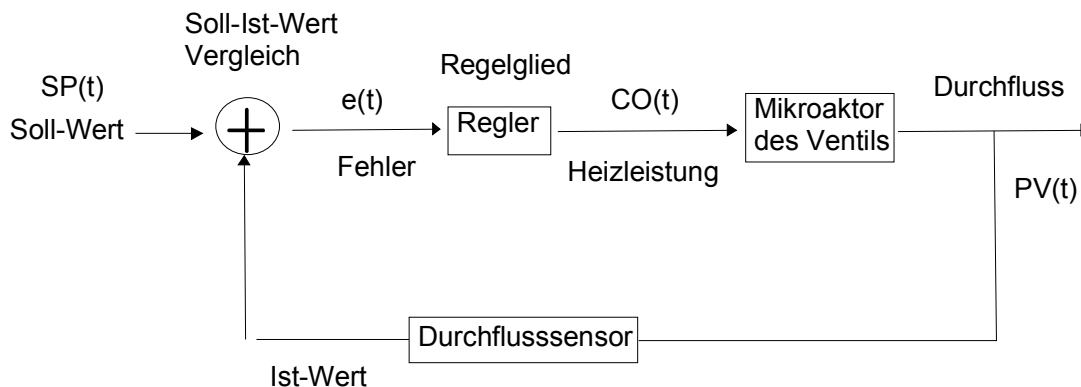 Soll-Ist-Wert
Vergleich
SP(t)
Soll-Wert
+
e(t)
Fehler
Regelglied
Regler
CO(t)
Heizleistung
Mikroaktor
des Ventils
Durchfluss
PV(t)
Durchflusssensor
Ist-Wert